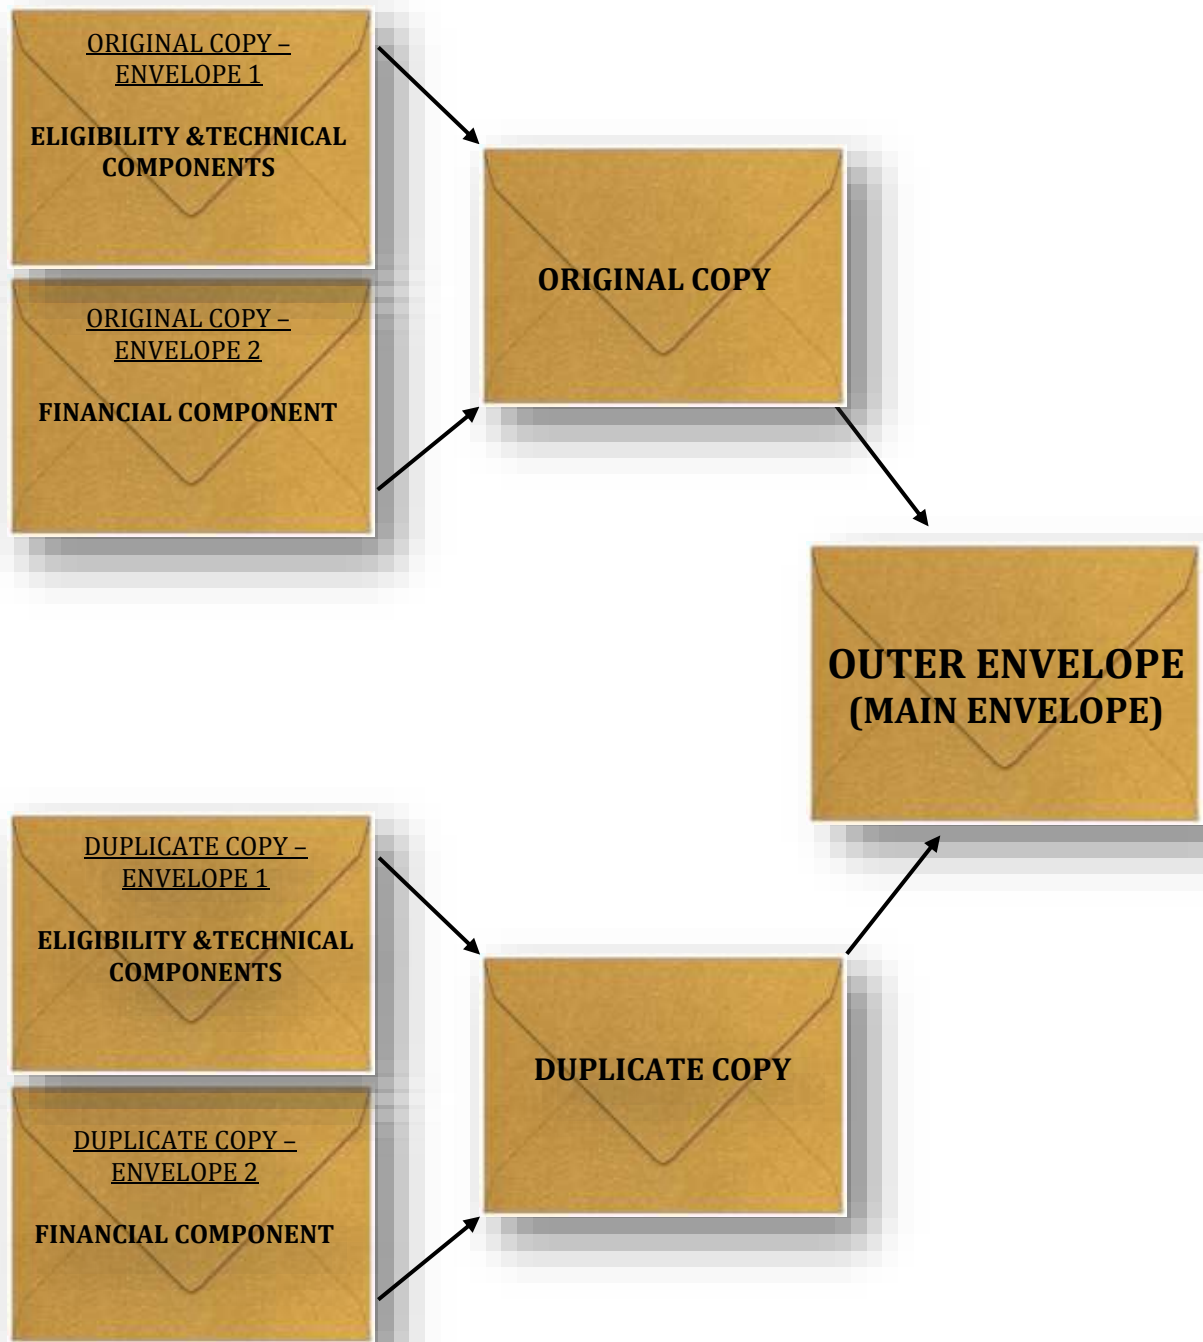 ORIGINAL COPY –
ENVELOPE 1
ELIGIBILITY &TECHNICAL
COMPONENTS
ORIGINAL COPY –
ENVELOPE 2
FINANCIAL COMPONENT
ORIGINAL COPY
OUTER ENVELOPE
(MAIN ENVELOPE)
DUPLICATE COPY –
ENVELOPE 1
ELIGIBILITY &TECHNICAL
COMPONENTS
DUPLICATE COPY –
ENVELOPE 2
FINANCIAL COMPONENT
DUPLICATE COPY